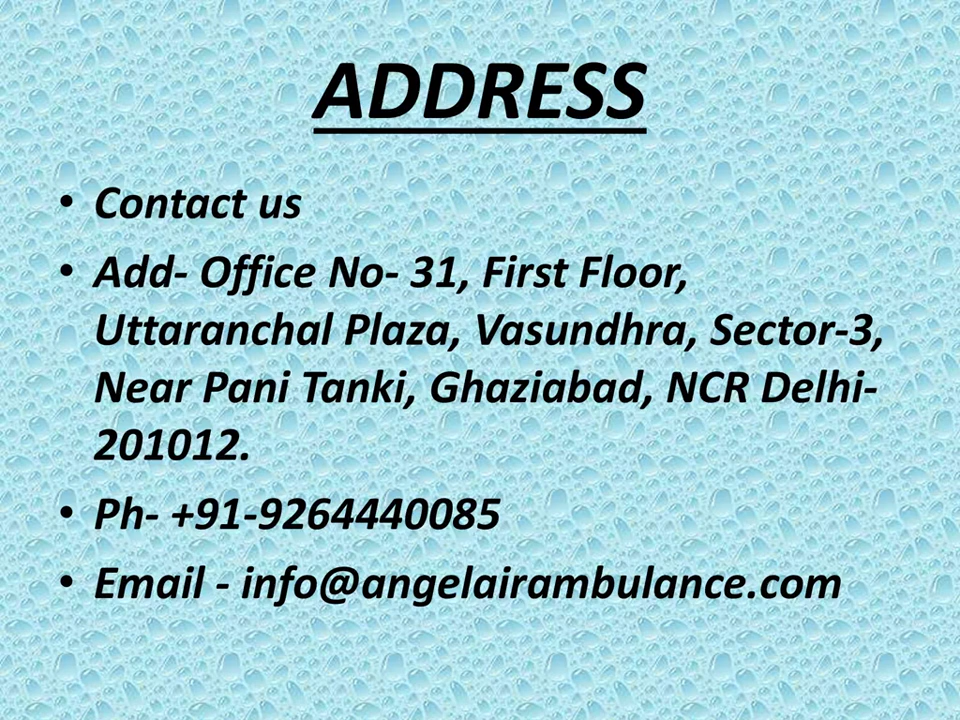 ADDRESS
• Contact us
• Add- Office No- 31, First Floor,
Uttaranchal Plaza, Vasundhra, Sector-3,
Near Pani Tanki, Ghaziabad, NCR Delhi-
201012.
• Ph- +91-9264440085
• Email - info@angelairambulance.com